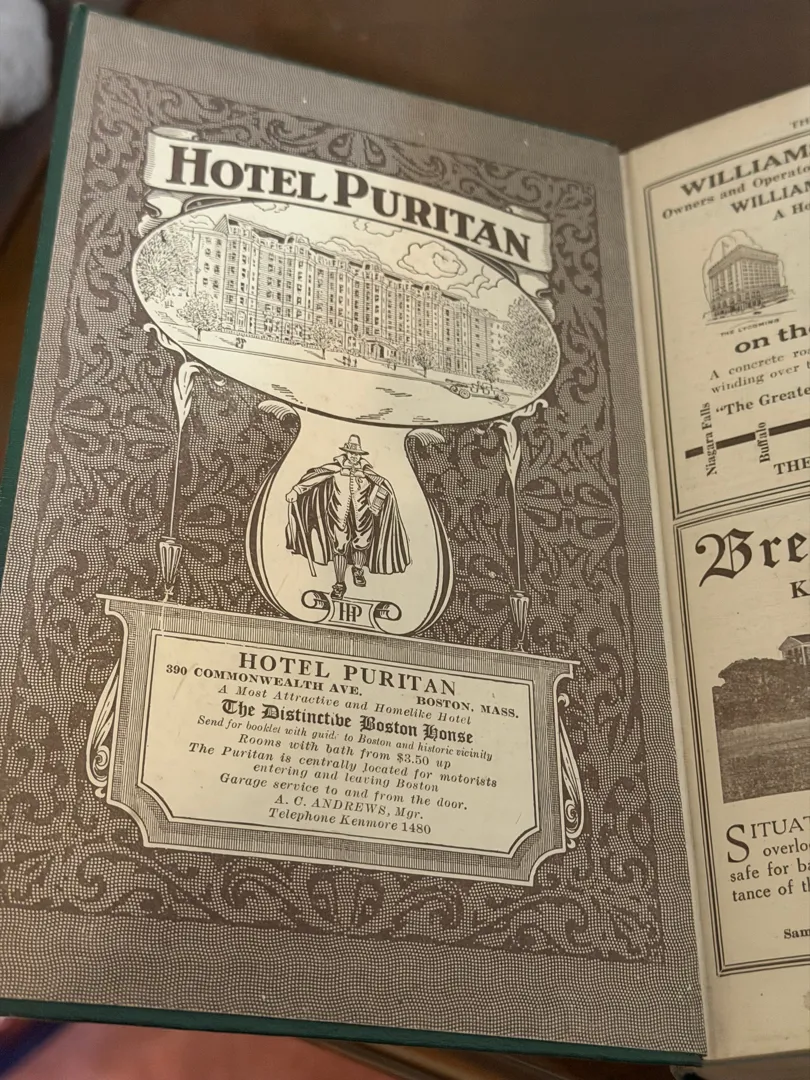 HOTEL PURITAN
HP
HOTEL PURITAN
390 COMMONWEALTH AVE. BOSTON, MASS.
A Most Attractive and Homelike Hotel
The Distinctive Boston House
Send for booklet with guide to Boston and historic vicinity
Rooms with bath from $3.50 up
The Puritan is centrally located for motorists
entering and leaving Boston
Garage service to and from the door.
A. C. ANDREWS, Mgr.
Telephone Kenmore 1480
WILLIAMS
Owners and Operato
WILLIAM
A Ho
THE LYCOMING
on the
A concrete ro
winding over t
"The Greate
Niagara Falls
Buffalo
THE
Bre
K
SITUAT
overlo
safe for ba
tance of th
Sam